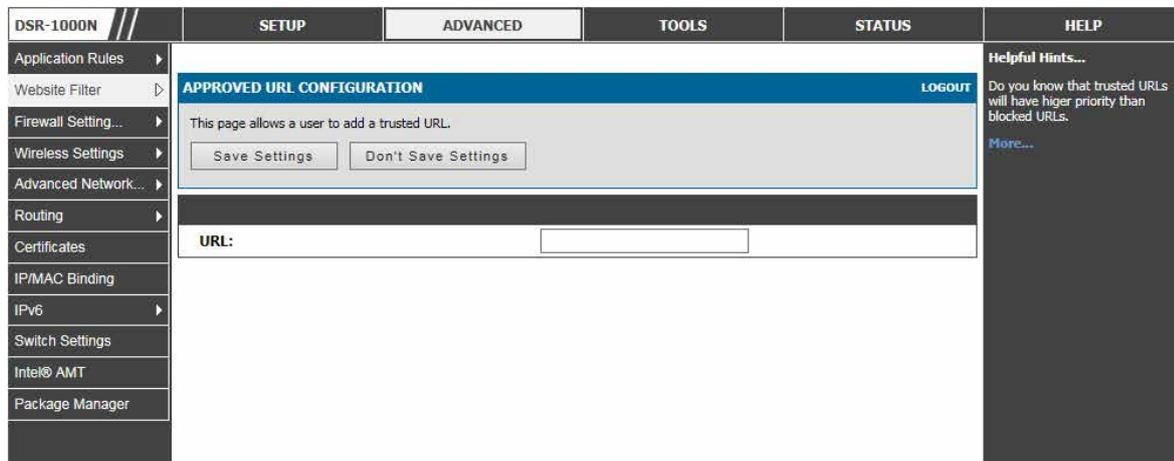 DSR-1000N
SETUP
ADVANCED
TOOLS
STATUS
HELP
Application Rules
Website Filter
Firewall Setting...
Wireless Settings
Advanced Network...
Routing
Certificates
IP/MAC Binding
IPv6
Switch Settings
Intel® AMT
Package Manager
APPROVED URL CONFIGURATION
LOGOUT
This page allows a user to add a trusted URL.
Save Settings
Don't Save Settings
URL:
Helpful Hints...
Do you know that trusted URLs
will have higer priority than
blocked URLs.
More...